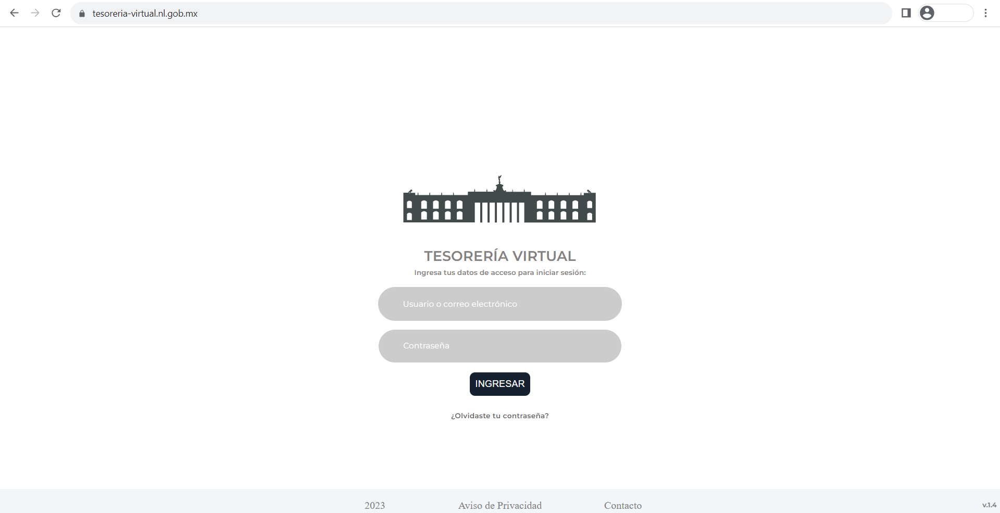 tesoreria-virtual.nl.gob.mx
TESORERÍA VIRTUAL
Ingresa tus datos de acceso para iniciar sesión:
Usuario o correo electrónico
Contraseña
INGRESAR
¿Olvidaste tu contraseña?
2023 Aviso de Privacidad Contacto v.1.4